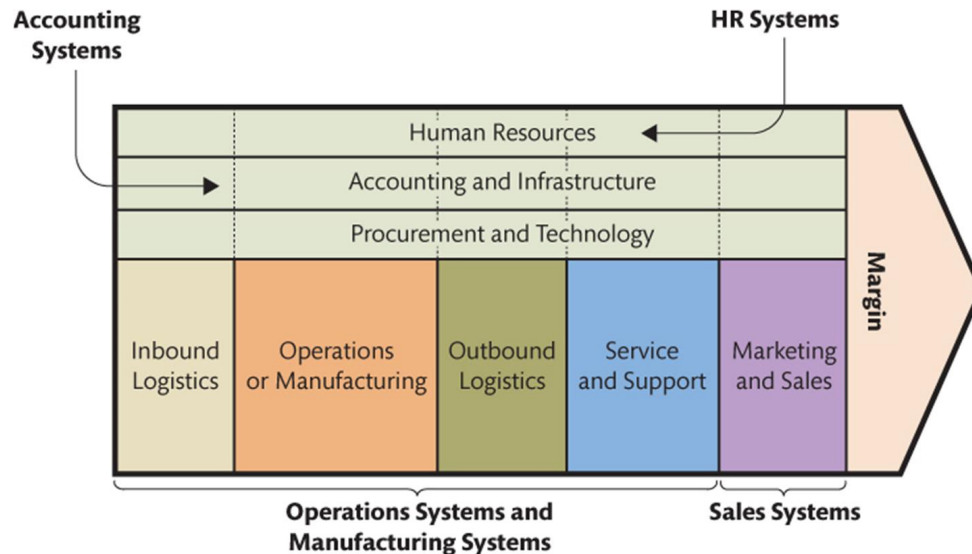 Accounting
Systems
HR Systems
Human Resources
Accounting and Infrastructure
Procurement and Technology
Inbound
Logistics
Operations
or Manufacturing
Outbound
Logistics
Service
and Support
Marketing
and Sales
Margin
Operations Systems and
Manufacturing Systems
Sales Systems